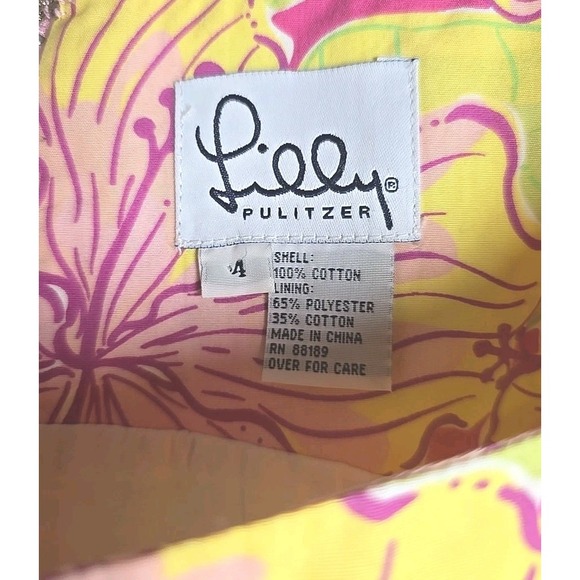 Lilly®
PULITZER
4
SHELL:
100% COTTON
LINING:
65% POLYESTER
35% COTTON
MADE IN CHINA
RN 88189
OVER FOR CARE